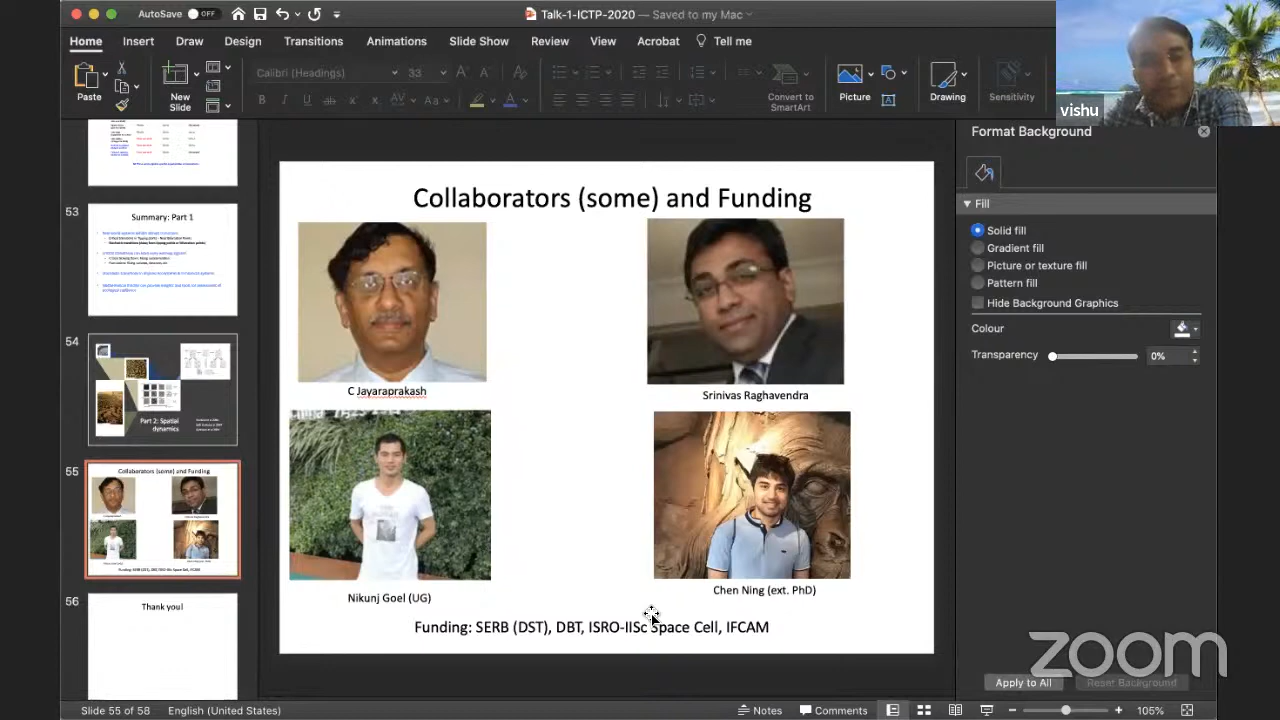 AutoSave OFF
Talk-1-ICTP-2020 — Saved to my Mac
Home Insert Draw Design Transitions Animations Slide Show Review View Acrobat Tell me
Paste
New
Slide
Calibri (Headings) 33
Convert to
SmartArt
Picture
Drawing
Sensitivity
vishu
Format Background
Fill
Solid fill
Gradient fill
Pattern fill
Hide Background Graphics
Colour
Transparency 0%
53
Summary: Part 1
54
Part 2: Spatial
dynamics
55
Collaborators (some) and Funding
56
Thank you!
Collaborators (some) and Funding
C Jayaraprakash
Srinivas Raghavendra
Nikunj Goel (UG)
Chen Ning (ext. PhD)
Funding: SERB (DST), DBT, ISRO-IISc Space Cell, IFCAM
zoom
Apply to All Reset Background
Slide 55 of 58 English (United States) Notes Comments 105%